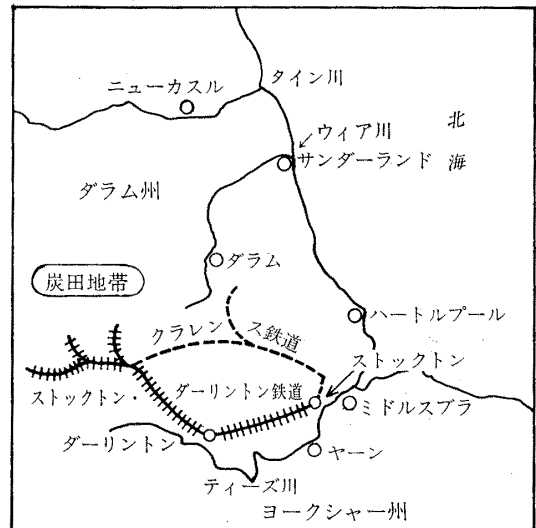 ニューカスル
タイン川
ウィア川
北海
サンダーランド
ダラム州
ダラム
炭田地帯
ハートルプール
クラレンス鉄道
ストックトン
ストックトン・ダーリントン鉄道
ミドルスブラ
ダーリントン
ヤーン
ティーズ川
ヨークシャー州